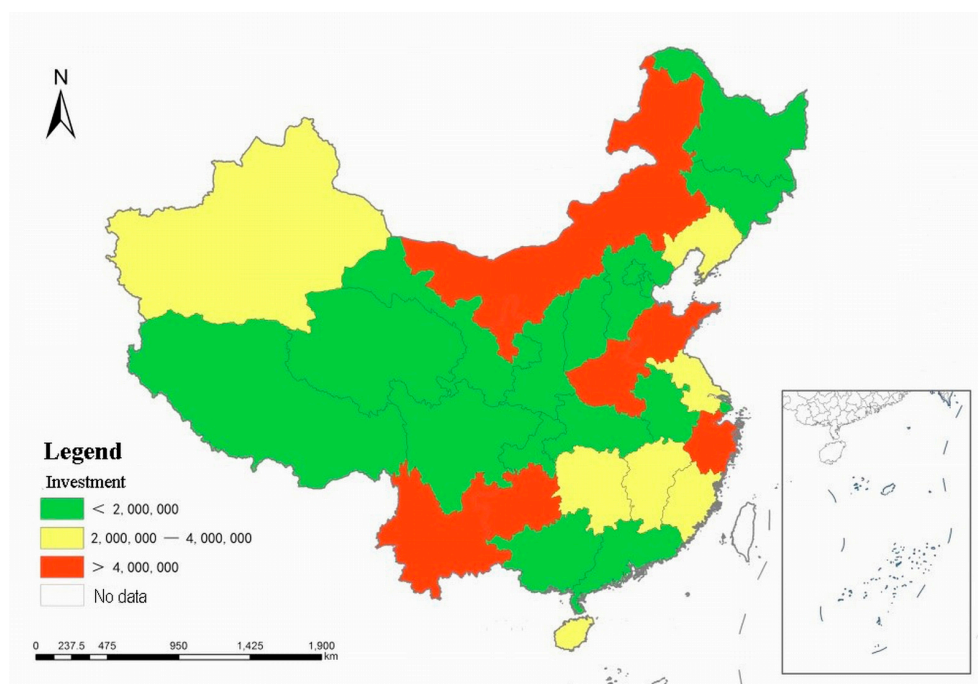 N
Legend
Investment
< 2, 000, 000
2, 000, 000 — 4, 000, 000
> 4, 000, 000
No data
0 237.5 475 950 1,425 1,900
km